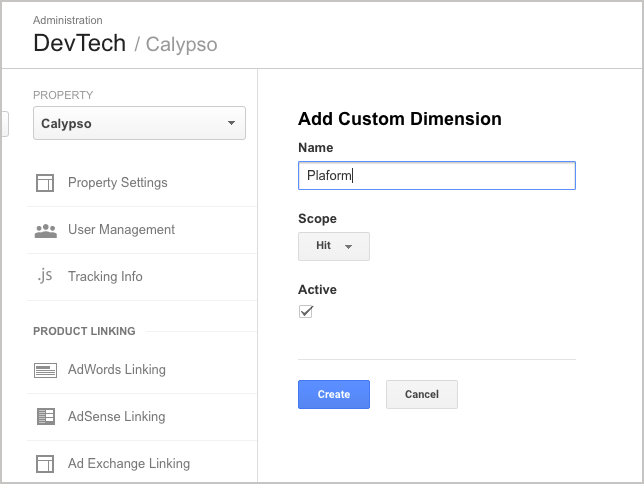 Administration
DevTech / Calypso
PROPERTY
Calypso
Property Settings
User Management
.js Tracking Info
PRODUCT LINKING
AdWords Linking
AdSense Linking
Ad Exchange Linking
Add Custom Dimension
Name
Plaform
Scope
Hit
Active
Create Cancel